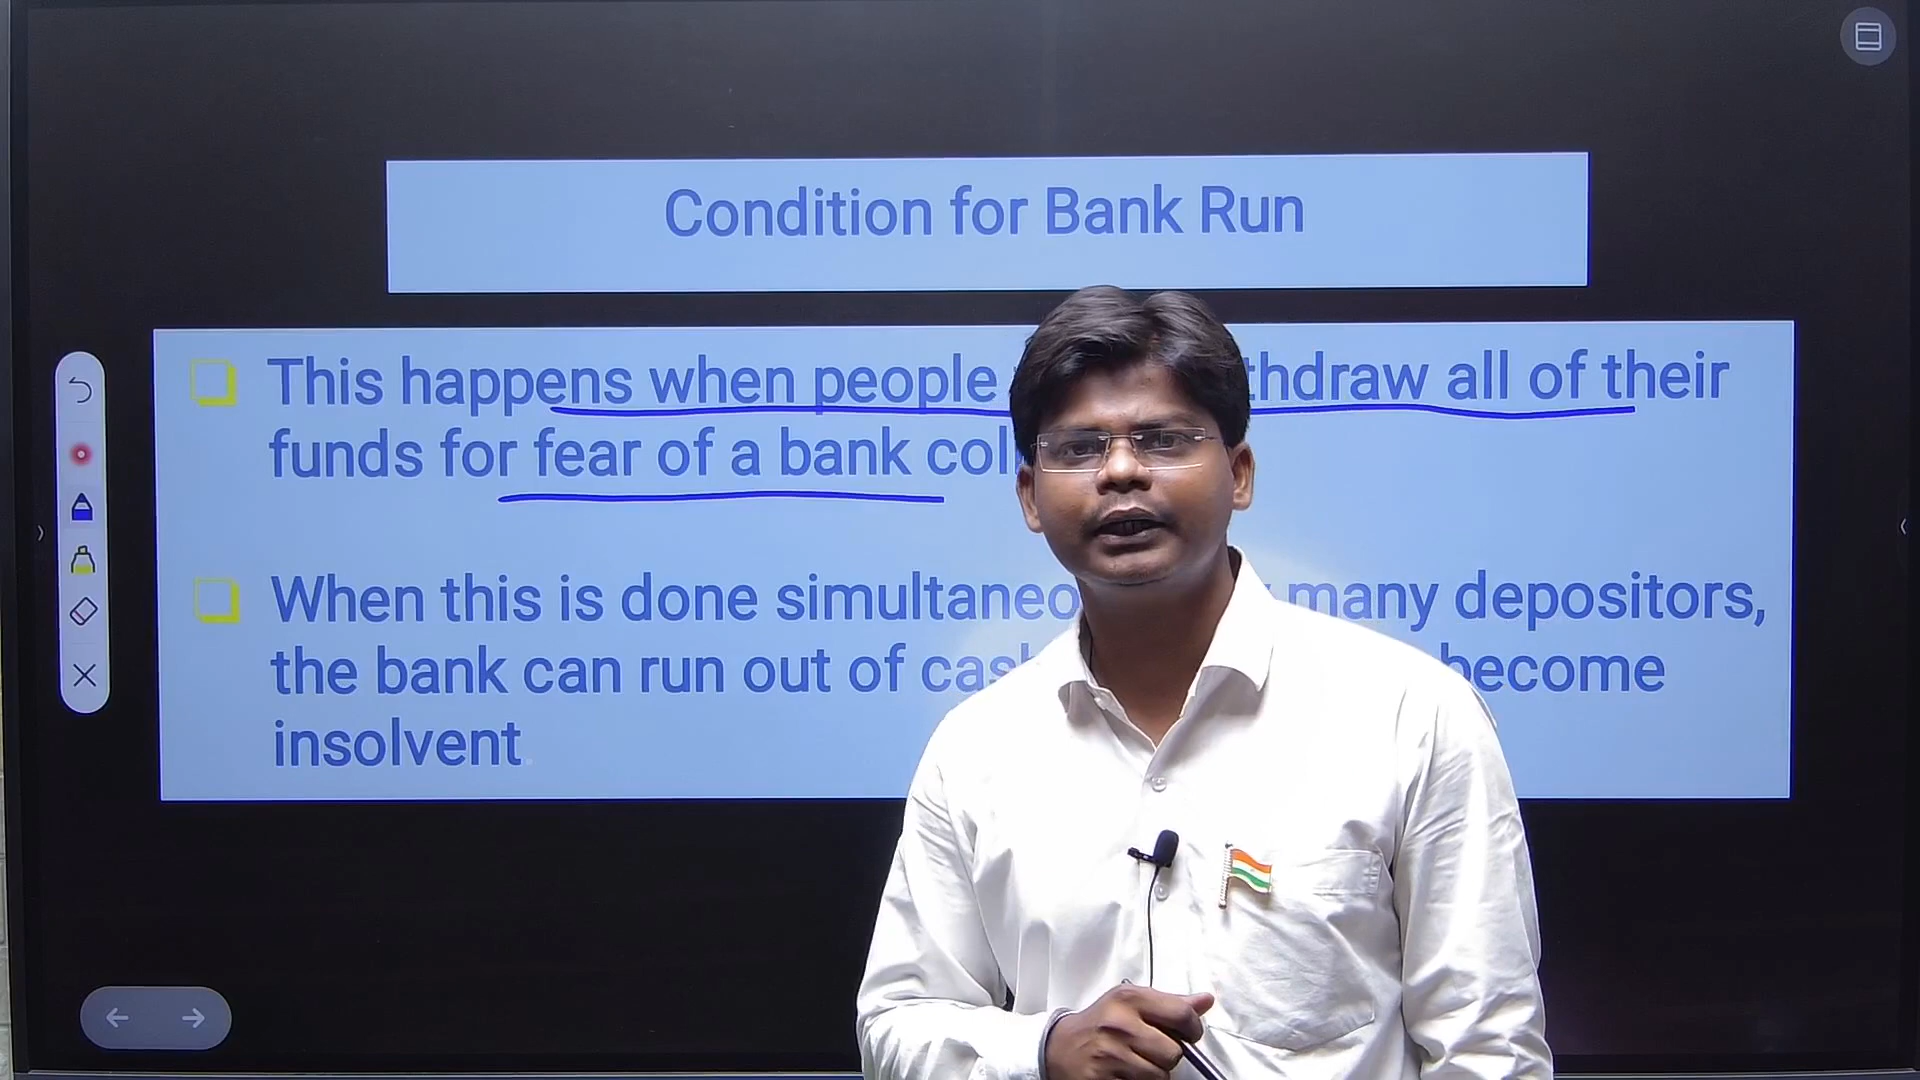 Condition for Bank Run
This happens when people thdraw all of their
funds for fear of a bank col
When this is done simultaneo many depositors,
the bank can run out of cas become
insolvent